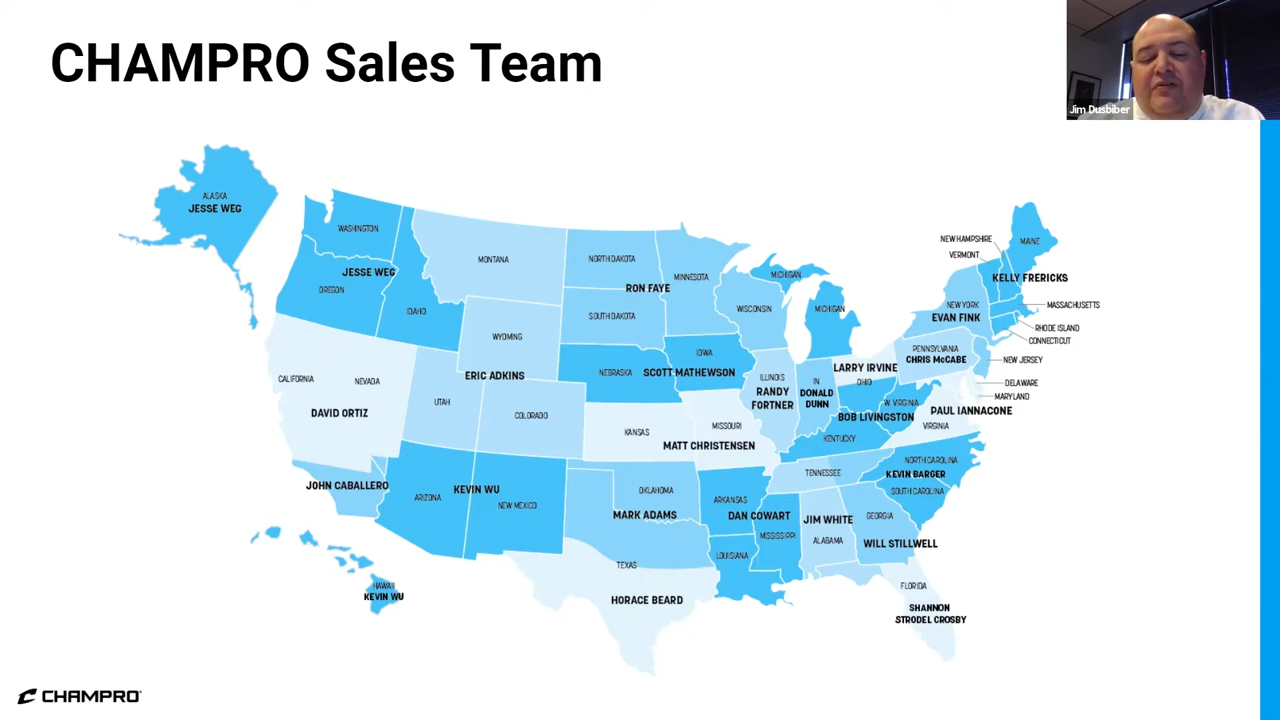 CHAMPRO Sales Team
Jim Dusbiber
ALASKA
JESSE WEG
WASHINGTON
JESSE WEG
OREGON
IDAHO
MONTANA
WYOMING
ERIC ADKINS
UTAH
COLORADO
CALIFORNIA
NEVADA
DAVID ORTIZ
JOHN CABALLERO
ARIZONA
KEVIN WU
NEW MEXICO
HAWAII
KEVIN WU
NORTH DAKOTA
RON FAYE
SOUTH DAKOTA
MINNESOTA
WISCONSIN
NEBRASKA
IOWA
SCOTT MATHEWSON
KANSAS
MISSOURI
MATT CHRISTENSEN
OKLAHOMA
MARK ADAMS
TEXAS
HORACE BEARD
ARKANSAS
DAN COWART
MISSISSIPPI
LOUISIANA
MICHIGAN
MICHIGAN
ILLINOIS
RANDY
FORTNER
IN
DONALD
DUNN
LARRY IRVINE
OHIO
W. VIRGINIA
BOB LIVINGSTON
KENTUCKY
TENNESSEE
JIM WHITE
ALABAMA
GEORGIA
WILL STILLWELL
FLORIDA
SHANNON
STRODEL CROSBY
NORTH CAROLINA
KEVIN BARGER
SOUTH CAROLINA
PAUL IANNACONE
VIRGINIA
PENNSYLVANIA
CHRIS McCABE
NEW YORK
EVAN FINK
NEW HAMPSHIRE
VERMONT
MAINE
KELLY FRERICKS
MASSACHUSETTS
RHODE ISLAND
CONNECTICUT
NEW JERSEY
DELAWARE
MARYLAND
CHAMPRO